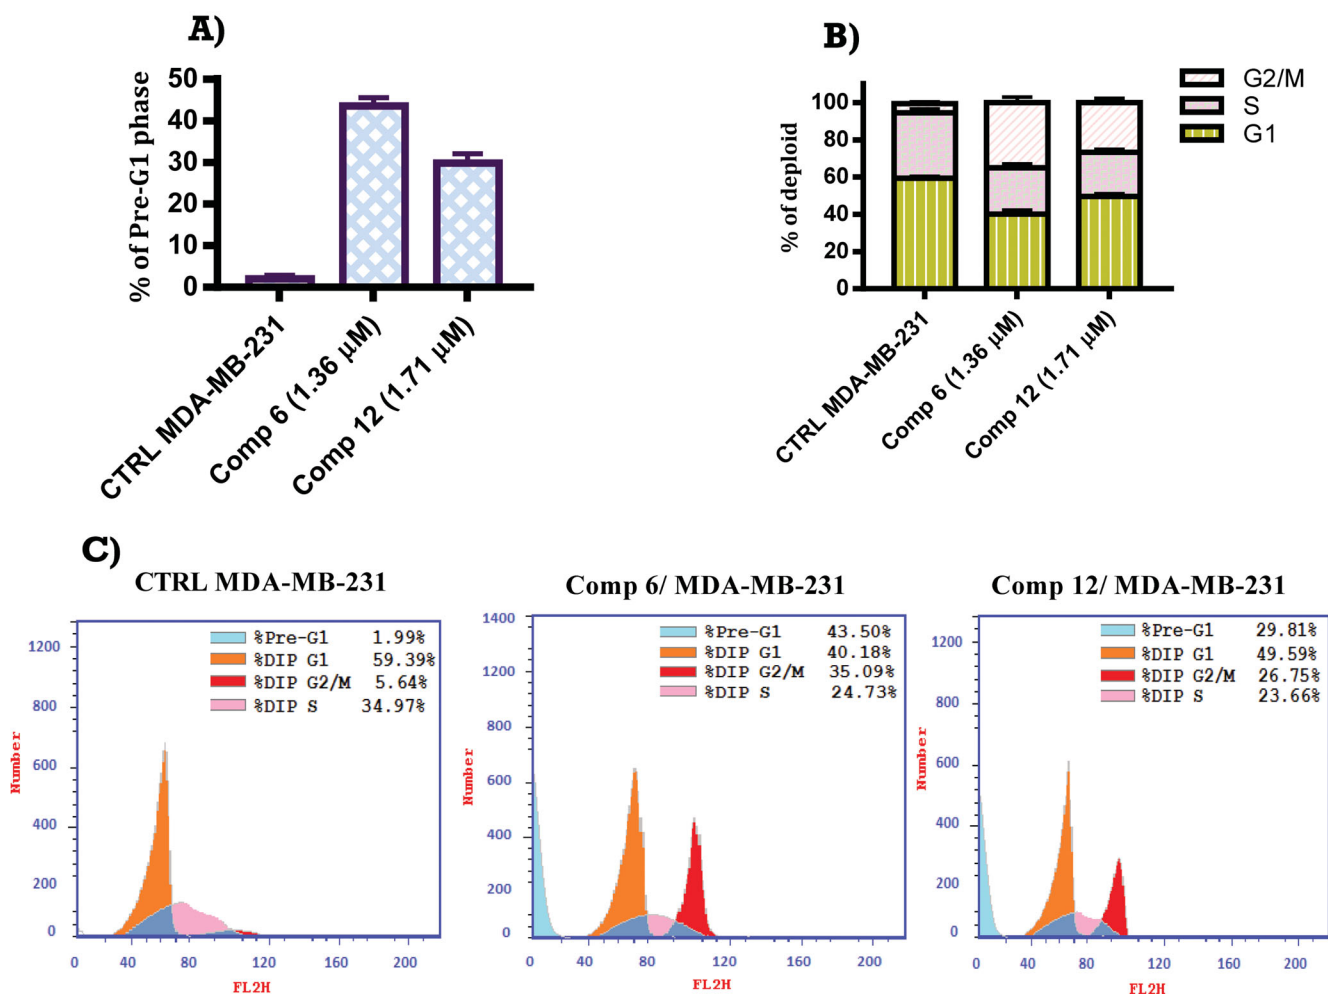 A)
% of Pre-G1 phase
50
40
30
20
10
0
CTRL MDA-MB-231
Comp 6 (1.36 μM)
Comp 12 (1.71 μM)
B)
% of deploid
100
80
60
40
20
0
CTRL MDA-MB-231
Comp 6 (1.36 μM)
Comp 12 (1.71 μM)
G2/M
S
G1
C)
CTRL MDA-MB-231
Number
1200
800
600
400
200
0
40
80
120
160
200
FL2H
%Pre-G1 1.99%
%DIP G1 59.39%
%DIP G2/M 5.64%
%DIP S 34.97%
Comp 6/ MDA-MB-231
Number
1400
1200
1000
800
600
400
200
0
40
80
120
160
200
FL2H
%Pre-G1 43.50%
%DIP G1 40.18%
%DIP G2/M 35.09%
%DIP S 24.73%
Comp 12/ MDA-MB-231
Number
1200
800
600
400
200
0
40
80
120
160
200
FL2H
%Pre-G1 29.81%
%DIP G1 49.59%
%DIP G2/M 26.75%
%DIP S 23.66%